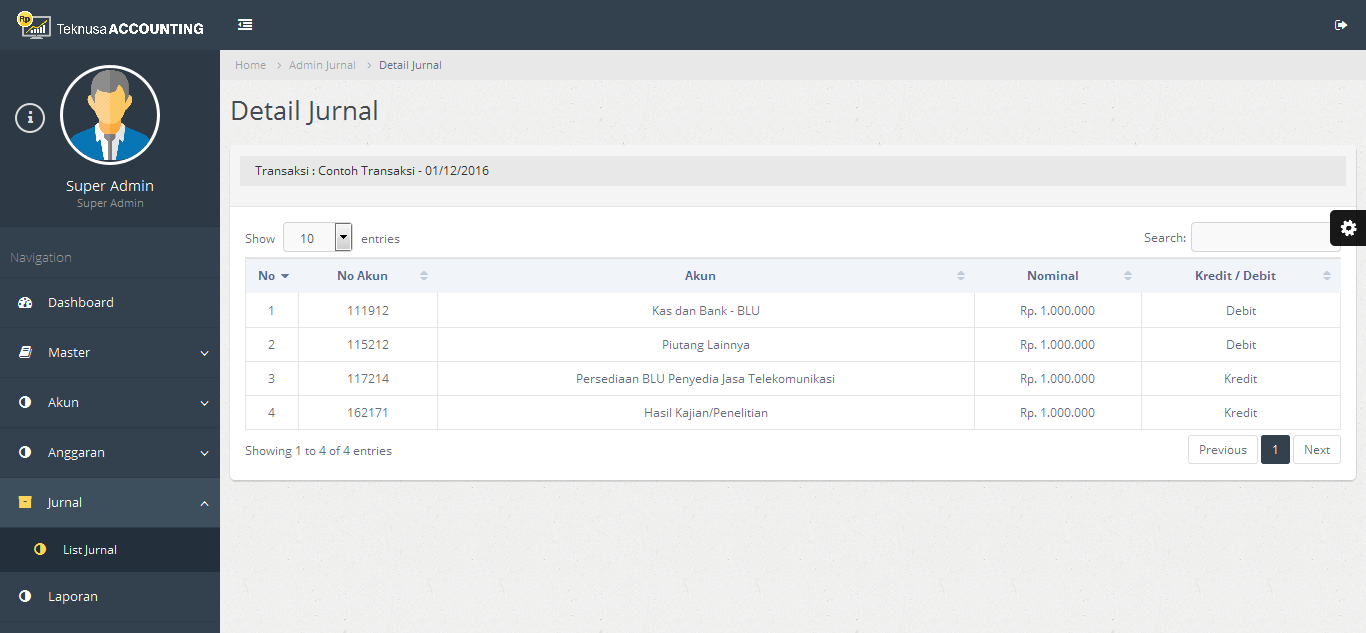 Rp
Teknusa ACCOUNTING
Super Admin
Super Admin
Navigation
Dashboard
Master
Akun
Anggaran
Jurnal
List Jurnal
Laporan
Home > Admin Jurnal > Detail Jurnal
Detail Jurnal
Transaksi : Contoh Transaksi - 01/12/2016
Show 10 entries
Search:
No No Akun Akun Nominal Kredit / Debit
1 111912 Kas dan Bank - BLU Rp. 1.000.000 Debit
2 115212 Piutang Lainnya Rp. 1.000.000 Debit
3 117214 Persediaan BLU Penyedia Jasa Telekomunikasi Rp. 1.000.000 Kredit
4 162171 Hasil Kajian/Penelitian Rp. 1.000.000 Kredit
Showing 1 to 4 of 4 entries
Previous 1 Next